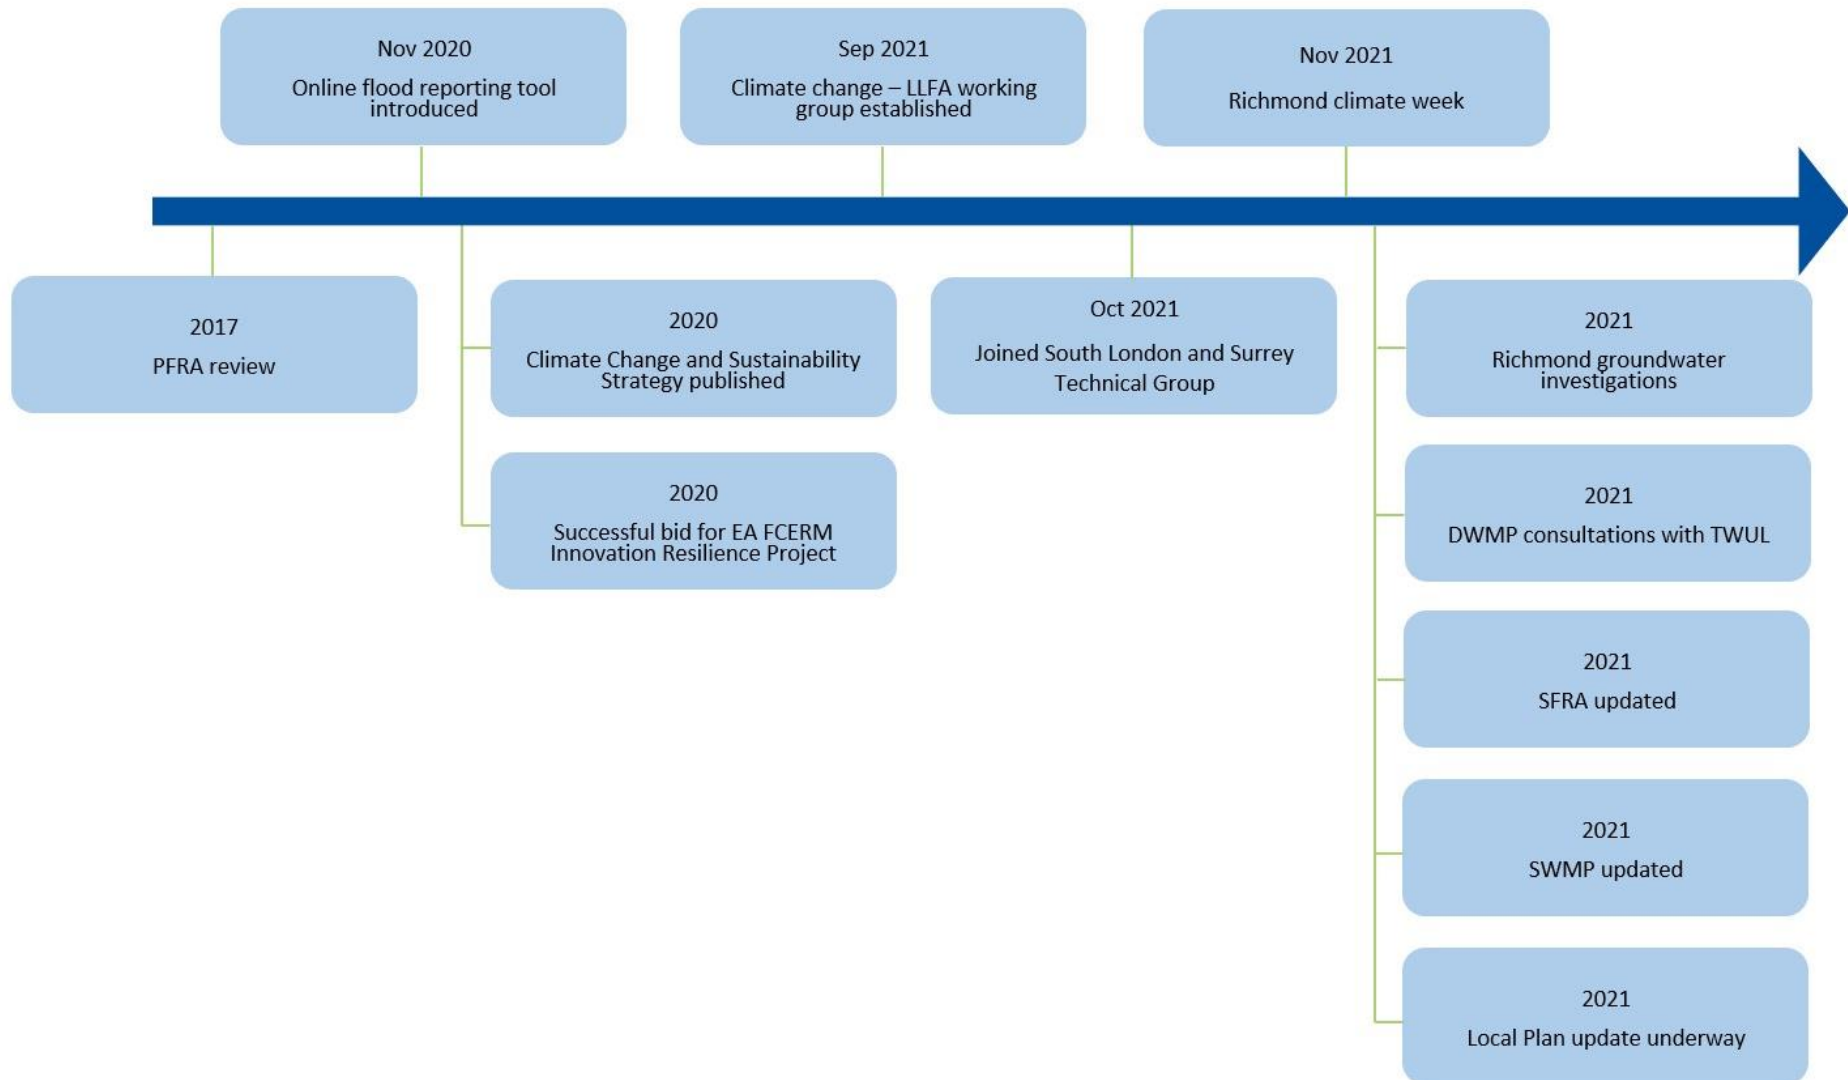 Nov 2020
Online flood reporting tool
introduced
Sep 2021
Climate change – LLFA working
group established
Nov 2021
Richmond climate week
2017
PFRA review
2020
Climate Change and Sustainability
Strategy published
2020
Successful bid for EA FCERM
Innovation Resilience Project
Oct 2021
Joined South London and Surrey
Technical Group
2021
Richmond groundwater
investigations
2021
DWMP consultations with TWUL
2021
SFRA updated
2021
SWMP updated
2021
Local Plan update underway